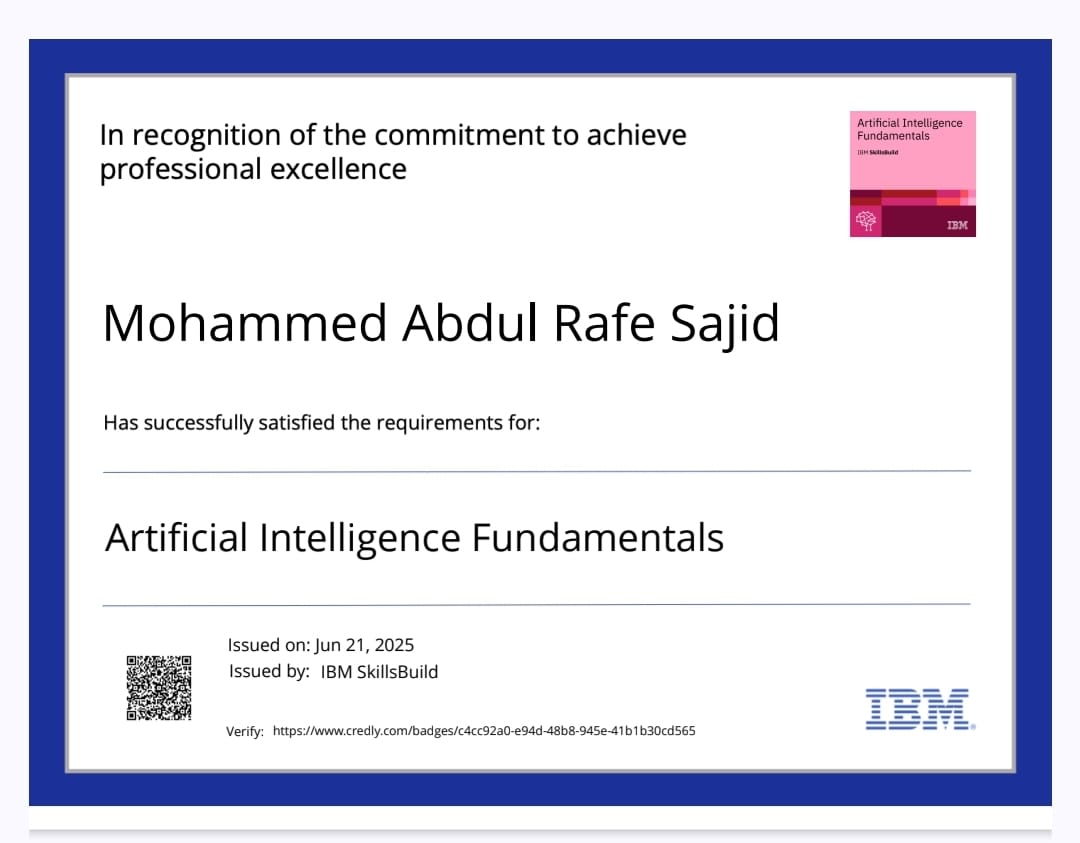 In recognition of the commitment to achieve
professional excellence
Artificial Intelligence
Fundamentals
IBM SkillsBuild
IBM
Mohammed Abdul Rafe Sajid
Has successfully satisfied the requirements for:
Artificial Intelligence Fundamentals
Issued on: Jun 21, 2025
Issued by: IBM SkillsBuild
Verify: https://www.credly.com/badges/c4cc92a0-e94d-48b8-945e-41b1b30cd565
IBM®